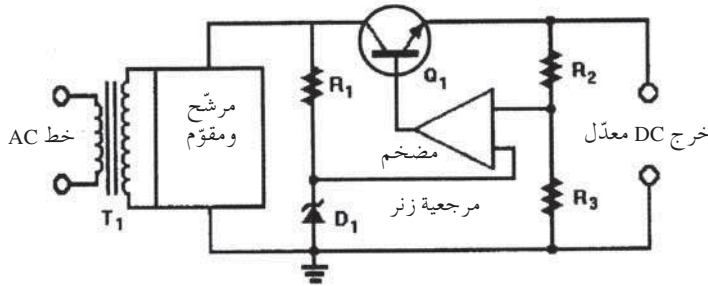 Q₁
R₁
R₂
مرشّح
ومقوّم
خط AC
مضخم
خرج DC معدّل
مرجعية زنر
R₃
D₁
T₁